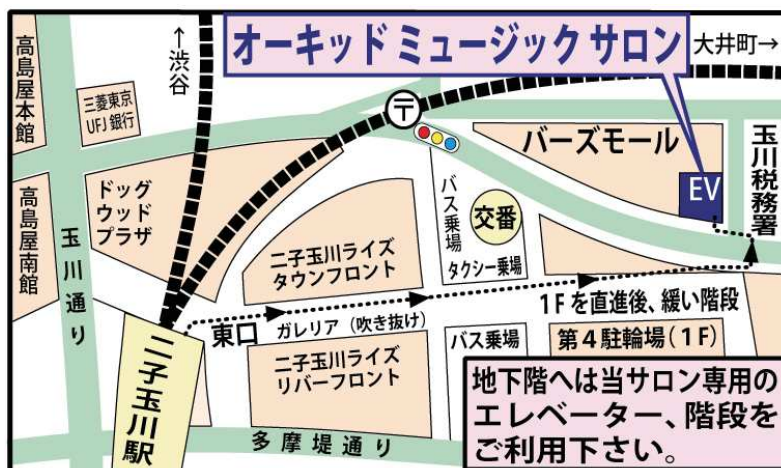 オーキッド ミュージック サロン
大井町→
←渋谷
高島屋本館
三菱東京
UFJ銀行
〒
バーズモール
EV
玉川税務署
高島屋南館
ドッグ
ウッド
プラザ
玉川通り
バス乗場
交番
タクシー乗場
二子玉川ライズ
タウンフロント
東口
ガレリア（吹き抜け）
1Fを直進後、緩い階段
二子玉川駅
二子玉川ライズ
リバーフロント
バス乗場
第4駐輪場(1F)
多摩堤通り
地下階へは当サロン専用の
エレベーター、階段を
ご利用下さい。